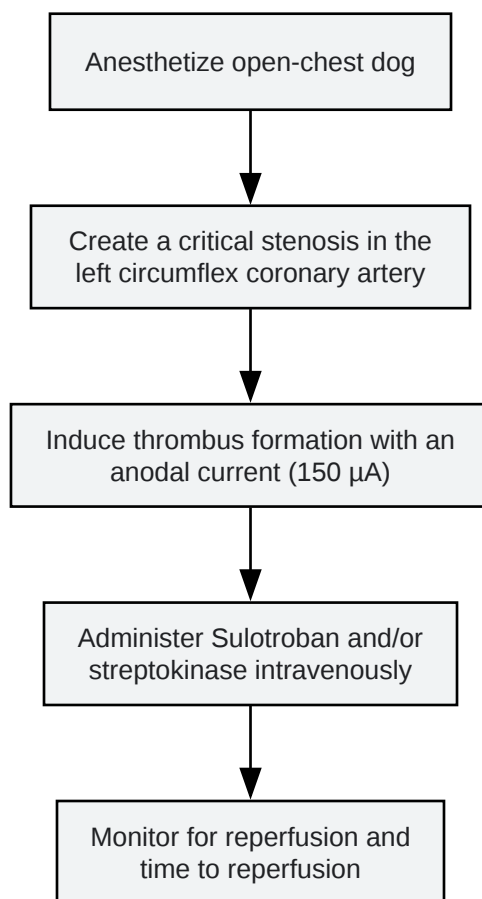 Anesthetize open-chest dog
Create a critical stenosis in the
left circumflex coronary artery
Induce thrombus formation with an
anodal current (150 µA)
Administer Sulotroban and/or
streptokinase intravenously
Monitor for reperfusion and
time to reperfusion